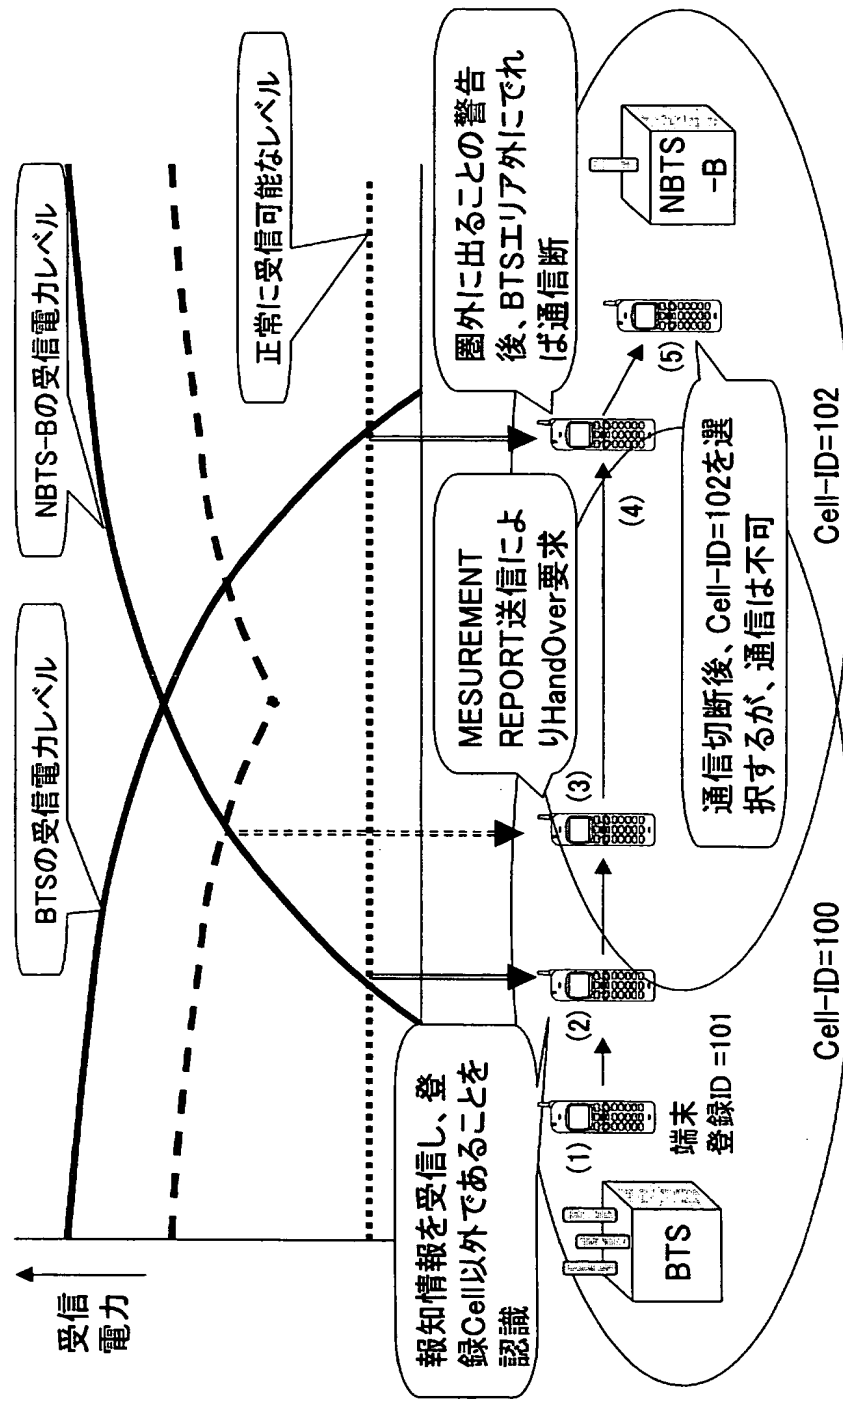 受信
電力
BTSの受信電力レベル
NBTS-Bの受信電力レベル
正常に受信可能なレベル
報知情報を受信し、登
録Cell以外であることを
認識
MESUREMENT
REPORT送信によ
りHandOver要求
圏外に出ることの警告
後、BTSエリア外にでれ
ば通信断
BTS
(1)
端末
登録ID =101
(2)
(3)
(4)
(5)
NBTS
-B
通信切断後、Cell-ID=102を選
択するが、通信は不可
Cell-ID=100
Cell-ID=102